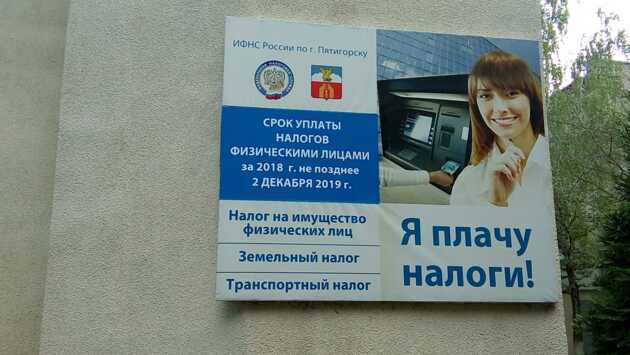 ИФНС России по г. Пятигорску
СРОК УПЛАТЫ
НАЛОГОВ
ФИЗИЧЕСКИМИ ЛИЦАМИ
за 2018 г. не позднее
2 ДЕКАБРЯ 2019 г.
Налог на имущество
физических лиц
Земельный налог
Транспортный налог
Я плачу
налоги!